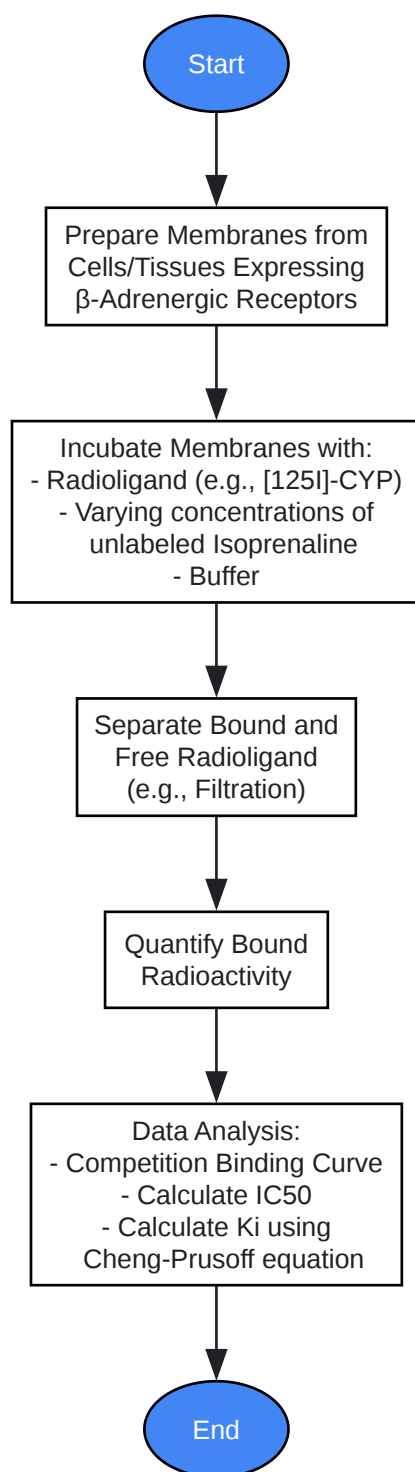 Start
Prepare Membranes from
Cells/Tissues Expressing
β-Adrenergic Receptors
Incubate Membranes with:
- Radioligand (e.g., [125I]-CYP)
- Varying concentrations of
unlabeled Isoprenaline
- Buffer
Separate Bound and
Free Radioligand
(e.g., Filtration)
Quantify Bound
Radioactivity
Data Analysis:
- Competition Binding Curve
- Calculate IC50
- Calculate Ki using
Cheng-Prusoff equation
End